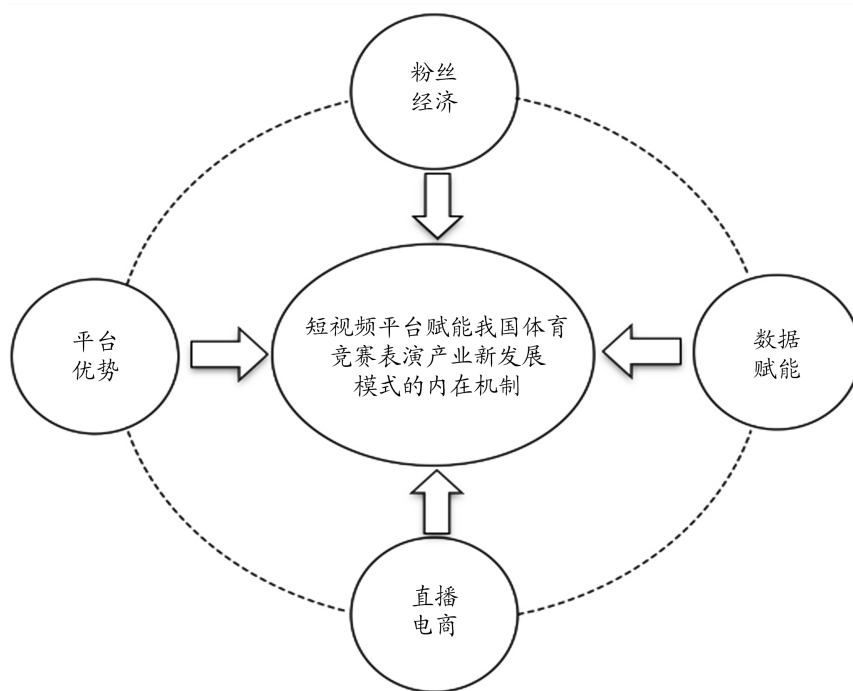 粉丝
经济
平台
优势
短视频平台赋能我国体育
竞赛表演产业新发展
模式的内在机制
数据
赋能
直播
电商